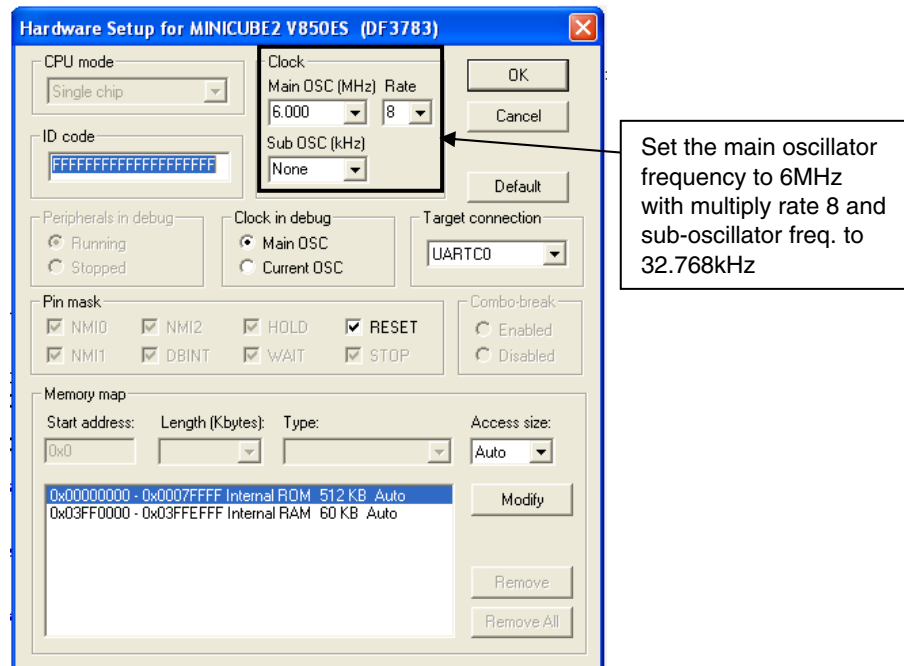 Hardware Setup for MINICUBE2 V850ES (DF3783)
CPU mode
Single chip
Clock
Main OSC (MHz) Rate
6.000 8
Sub OSC (kHz)
None
OK
Cancel
Default
ID code
FFFFFFFFFFFFFFFFFFFF
Set the main oscillator
frequency to 6MHz
with multiply rate 8 and
sub-oscillator freq. to
32.768kHz
Peripherals in debug
Running
Stopped
Clock in debug
Main OSC
Current OSC
Target connection
UARTC0
Pin mask
NMI0 NMI2 HOLD RESET
NMI1 DBINT WAIT STOP
Combo-break
Enabled
Disabled
Memory map
Start address: Length (Kbytes): Type: Access size:
0x0 Auto
0x00000000 - 0x0007FFFF Internal ROM 512 KB Auto
0x03FF0000 - 0x03FFEFFF Internal RAM 60 KB Auto
Modify
Remove
Remove All